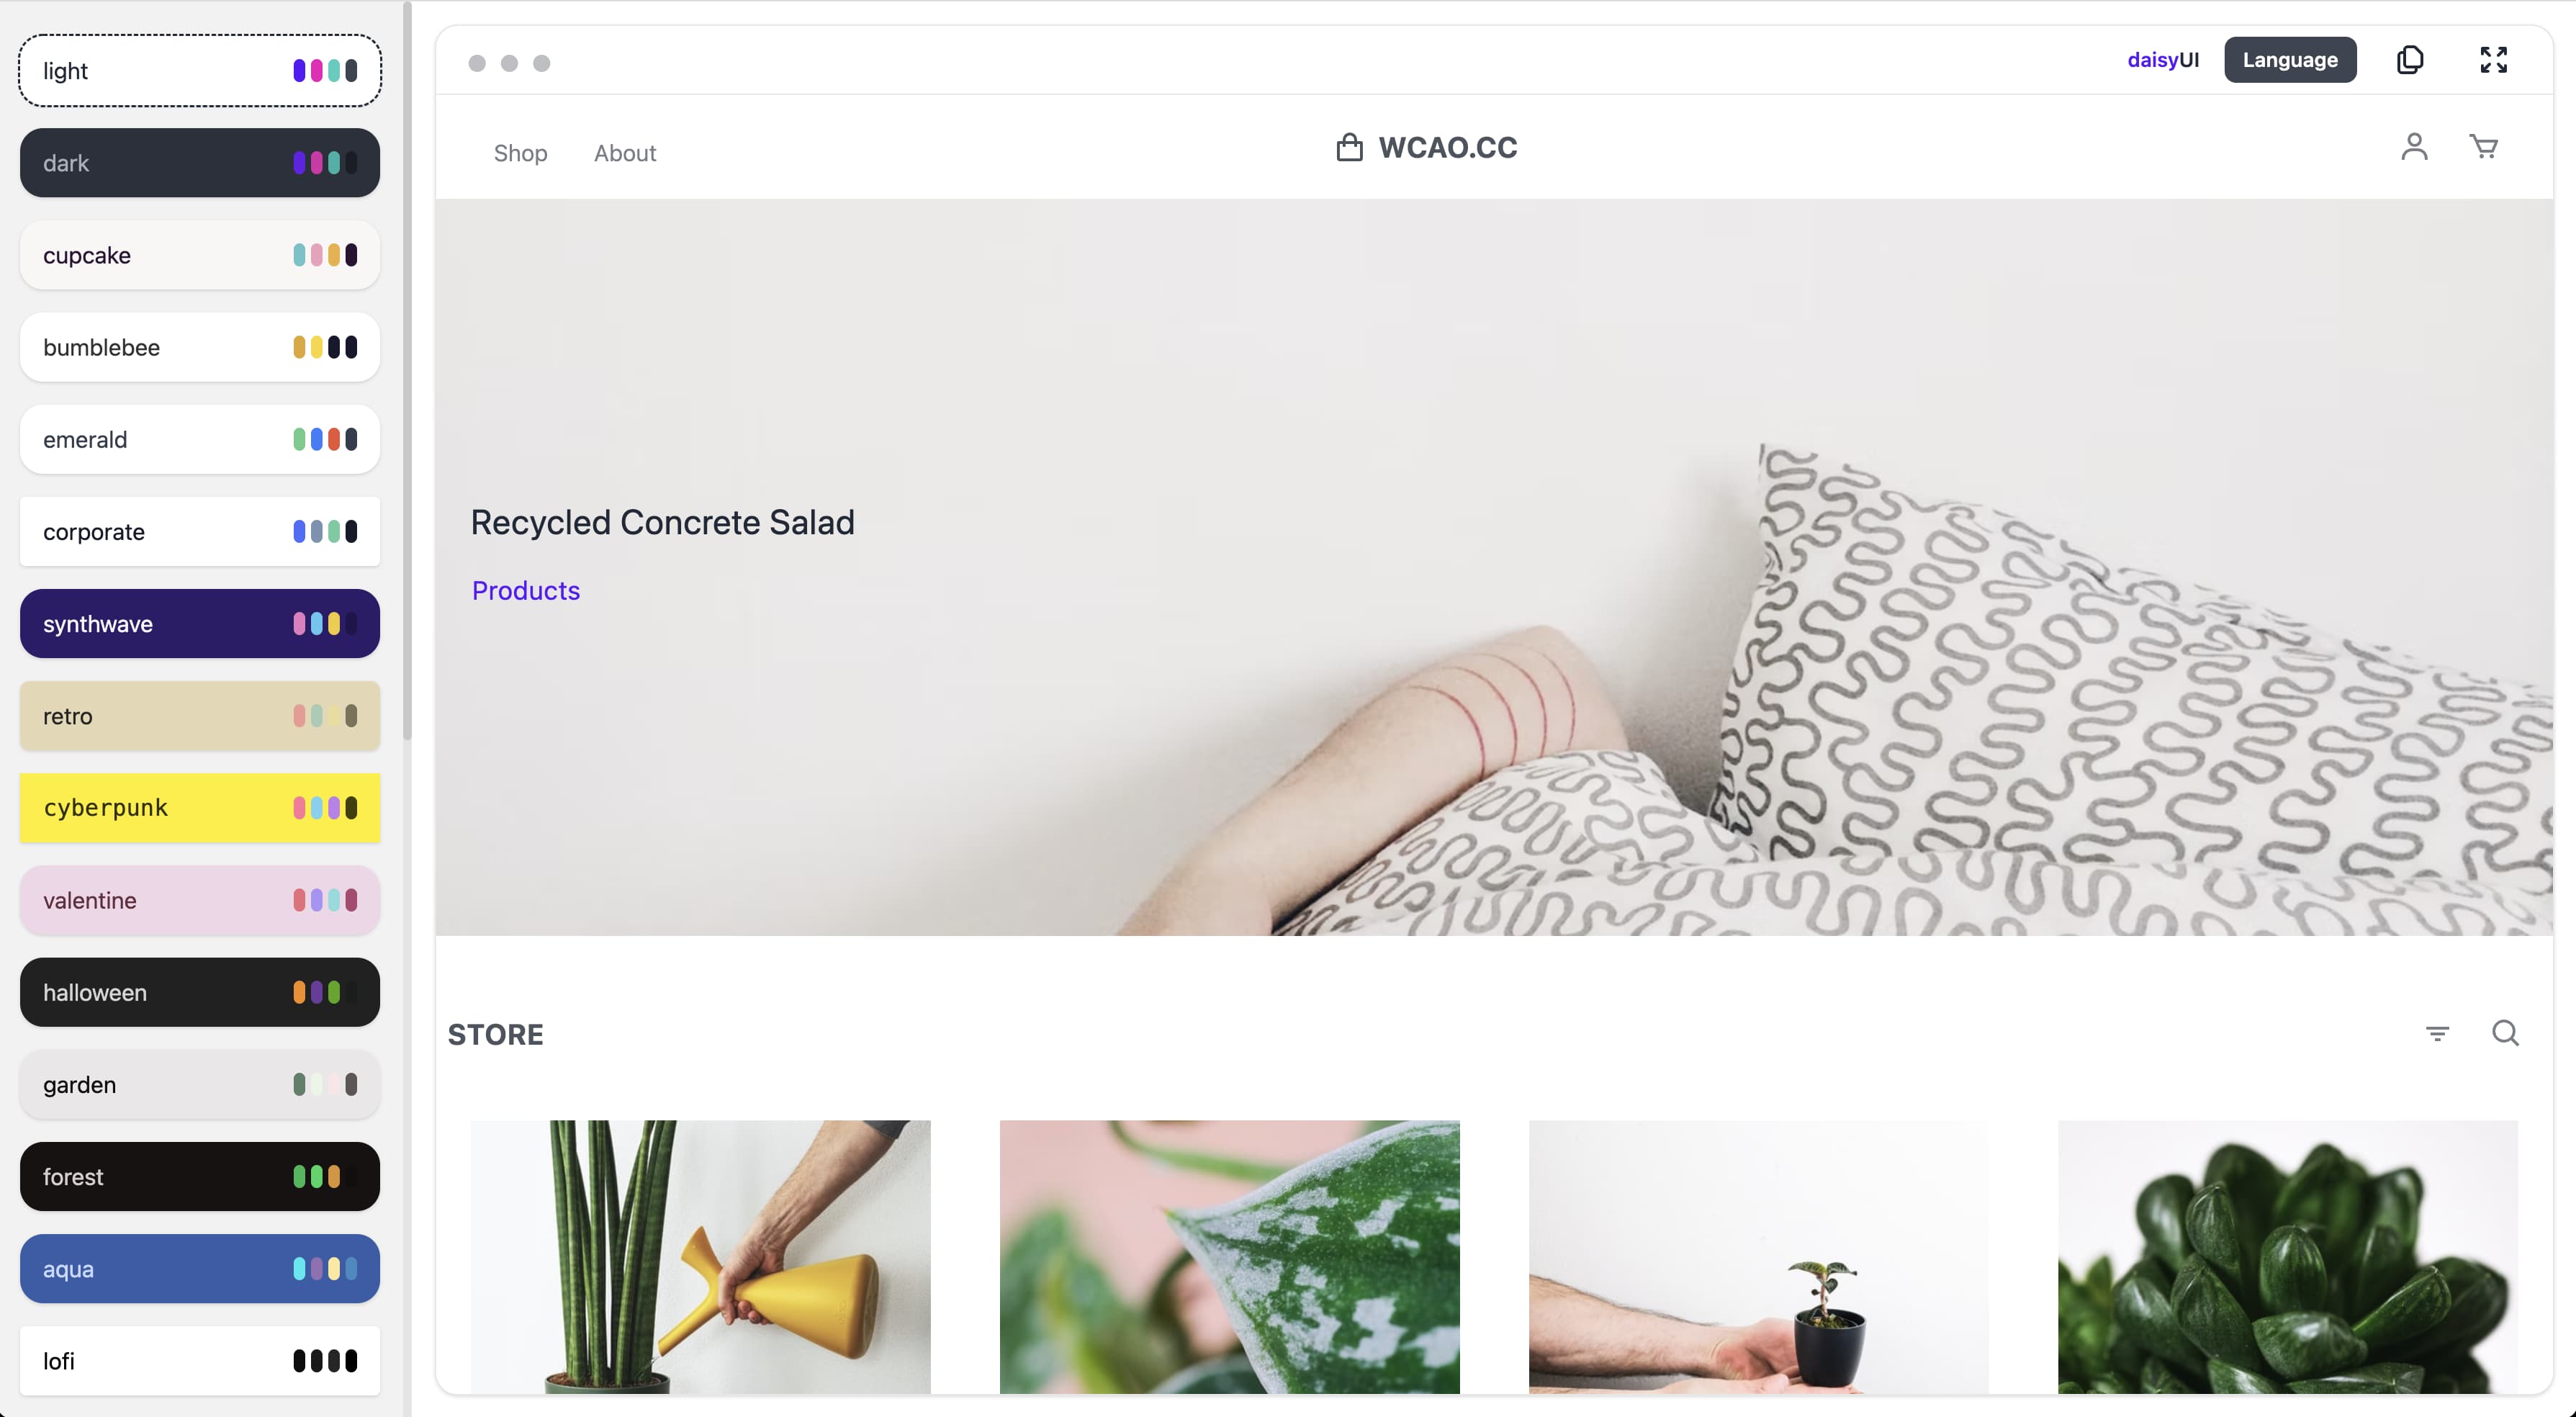 light
dark
cupcake
bumblebee
emerald
corporate
synthwave
retro
cyberpunk
valentine
halloween
garden
forest
aqua
lofi
daisyUI Language
Shop About WCAO.CC
Recycled Concrete Salad
Products
STORE